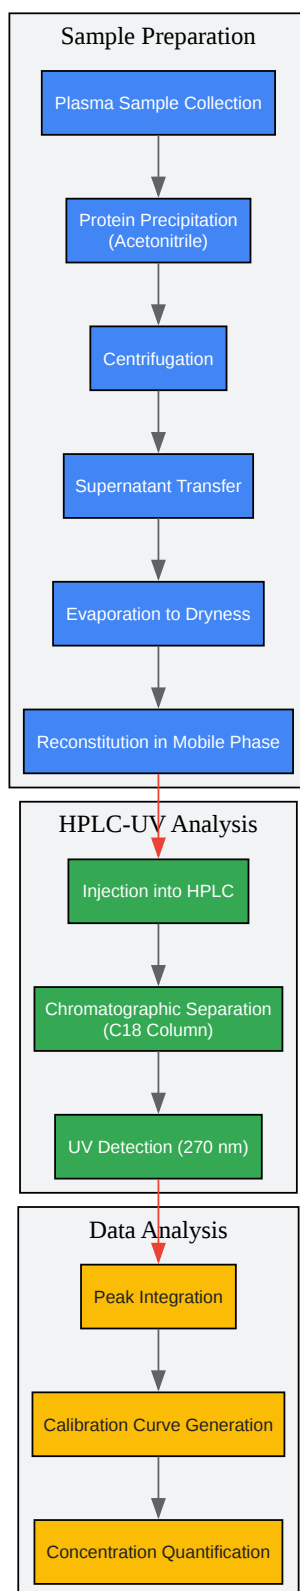 Sample Preparation
Plasma Sample Collection
Protein Precipitation
(Acetonitrile)
Centrifugation
Supernatant Transfer
Evaporation to Dryness
Reconstitution in Mobile Phase
HPLC-UV Analysis
Injection into HPLC
Chromatographic Separation
(C18 Column)
UV Detection (270 nm)
Data Analysis
Peak Integration
Calibration Curve Generation
Concentration Quantification